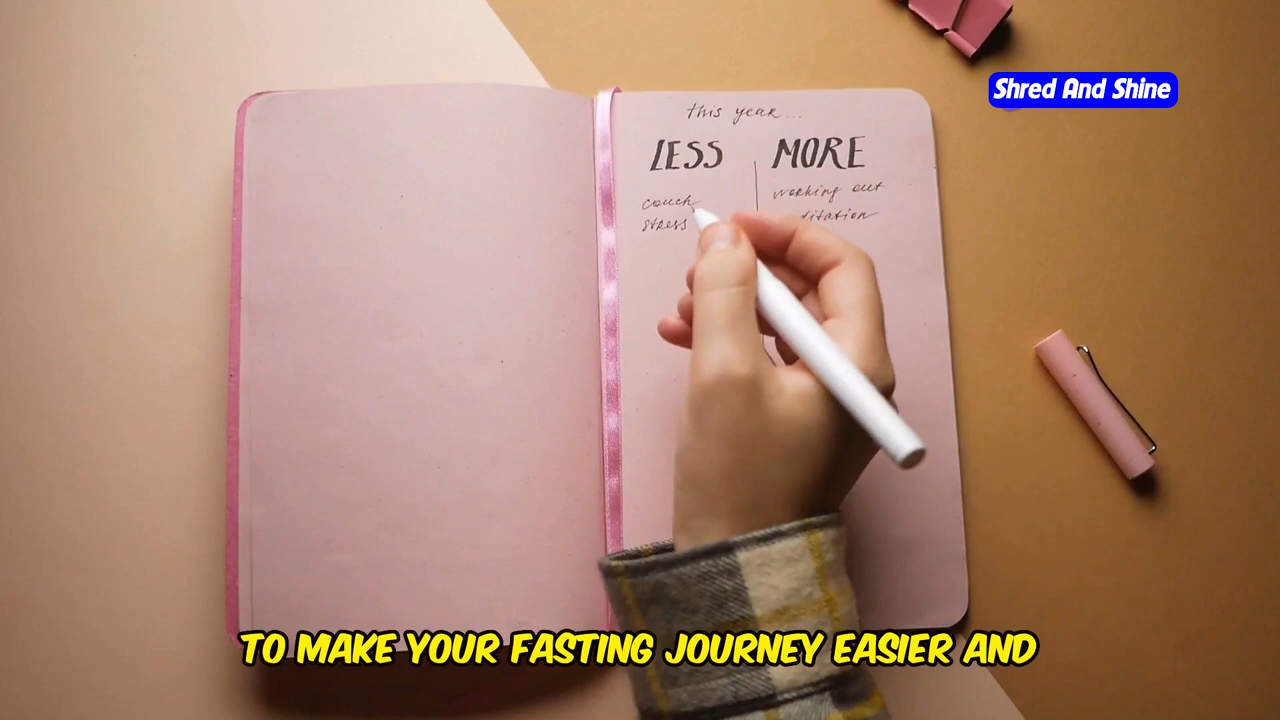 Shred And Shine
this year...
LESS
MORE
couch
working out
stress
TO MAKE YOUR FASTING JOURNEY EASIER AND